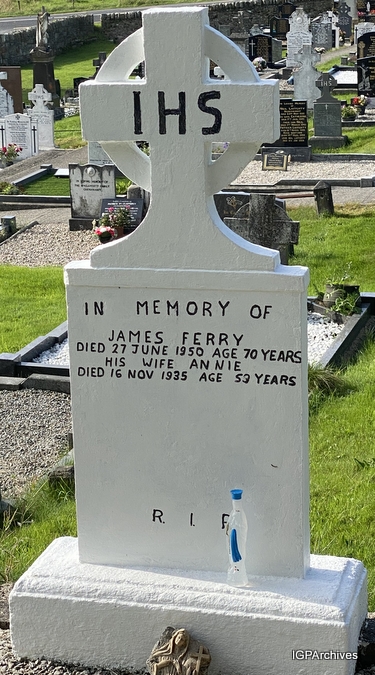 IHS
IN MEMORY OF
JAMES FERRY
DIED 27 JUNE 1950 AGE 70 YEARS
HIS WIFE ANNIE
DIED 16 NOV 1935 AGE 59 YEARS
R. I. P
IGPArchives